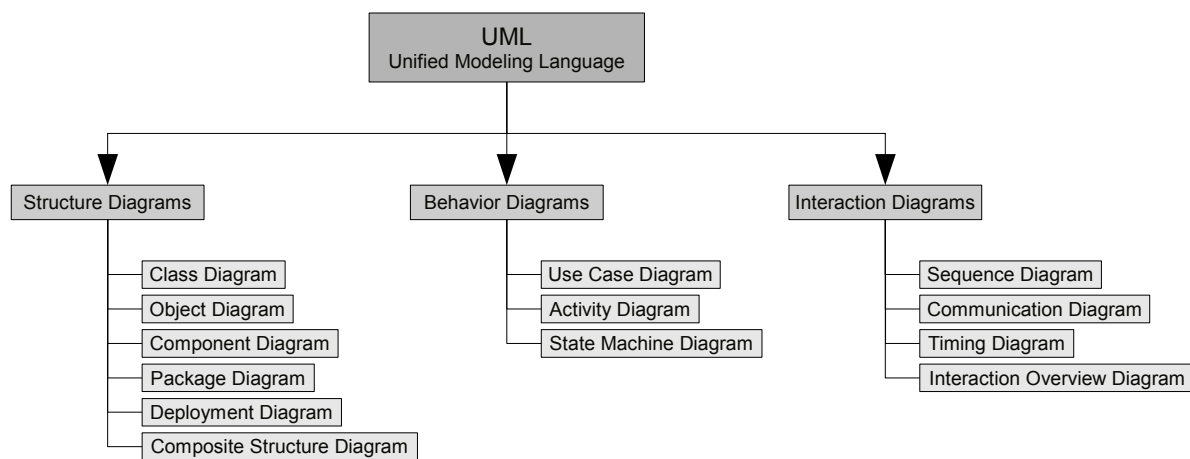 UML
Unified Modeling Language
Structure Diagrams
Class Diagram
Object Diagram
Component Diagram
Package Diagram
Deployment Diagram
Composite Structure Diagram
Behavior Diagrams
Use Case Diagram
Activity Diagram
State Machine Diagram
Interaction Diagrams
Sequence Diagram
Communication Diagram
Timing Diagram
Interaction Overview Diagram